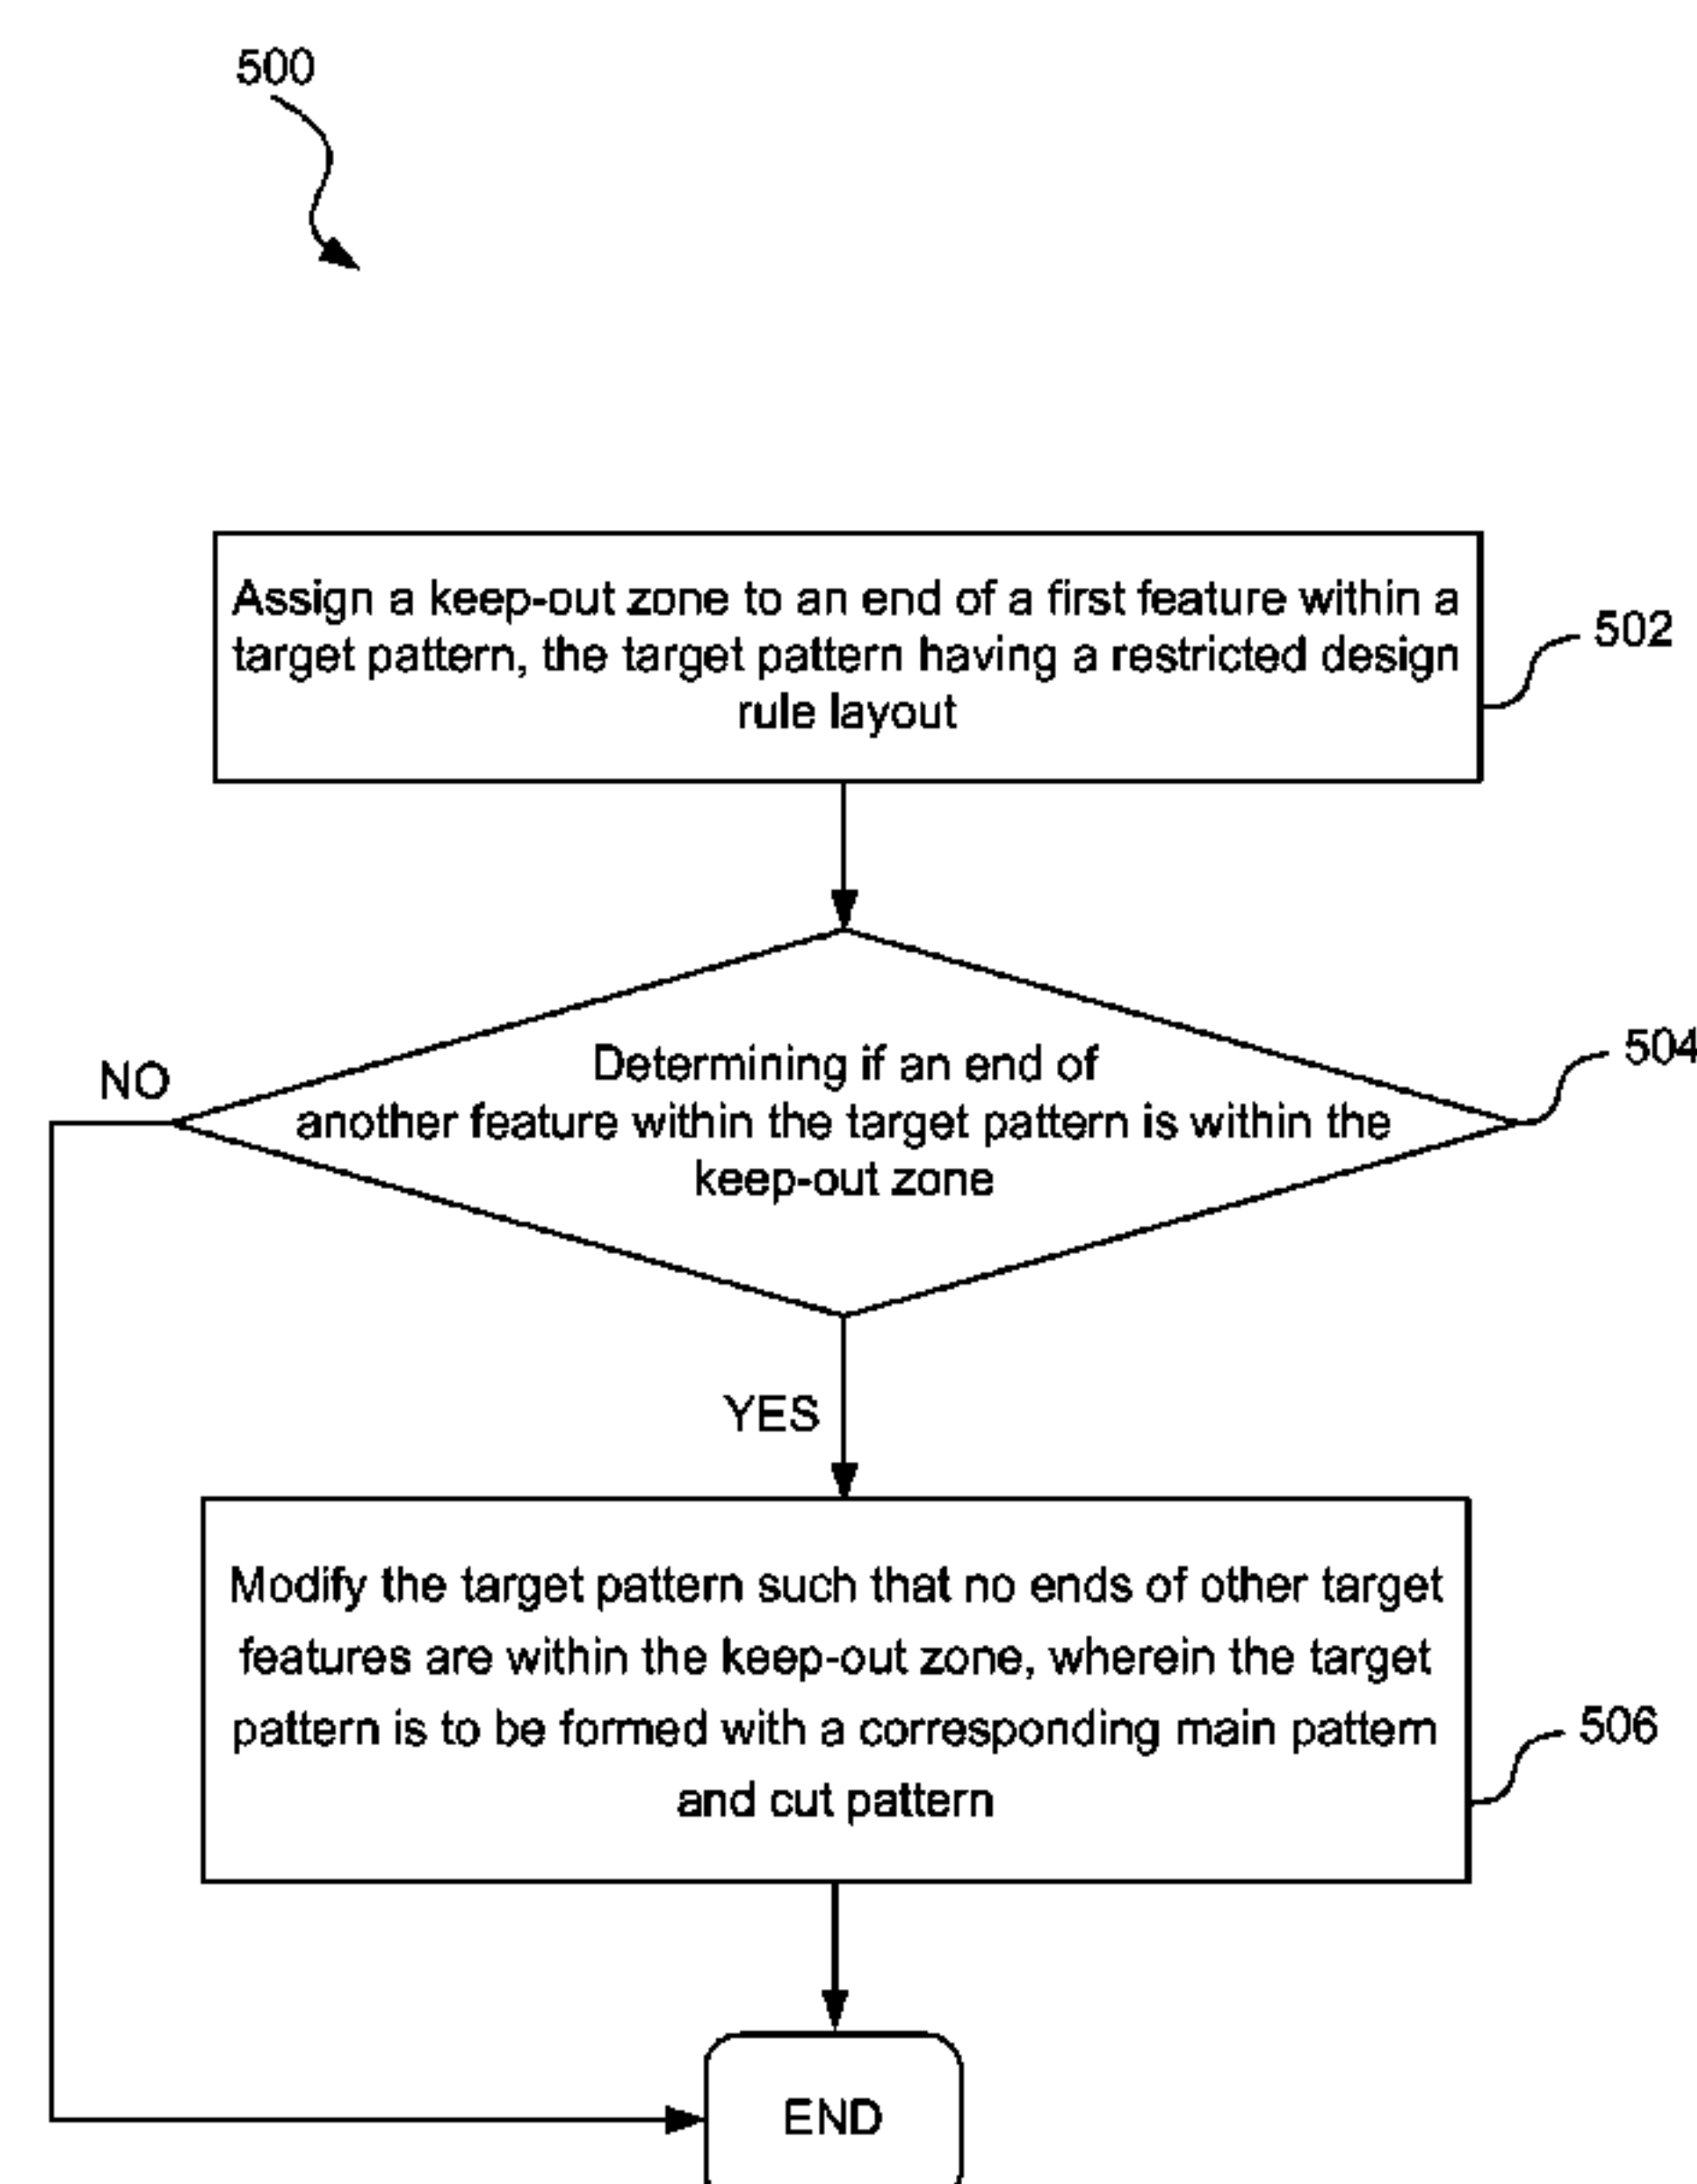 500
Assign a keep-out zone to an end of a first feature within a
target pattern, the target pattern having a restricted design
rule layout
502
Determining if an end of
another feature within the target pattern is within the
keep-out zone
504
NO
YES
Modify the target pattern such that no ends of other target
features are within the keep-out zone, wherein the target
pattern is to be formed with a corresponding main pattern
and cut pattern
506
END